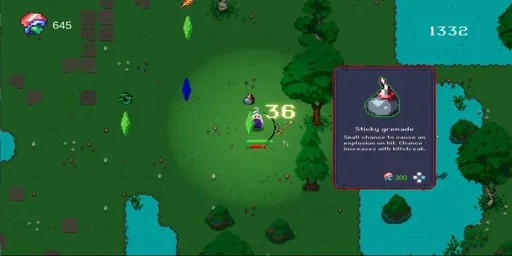 645
1332
36
Sticky grenade
Small chance to cause an
explosion on hit. Chance
increases with killstreak.
300